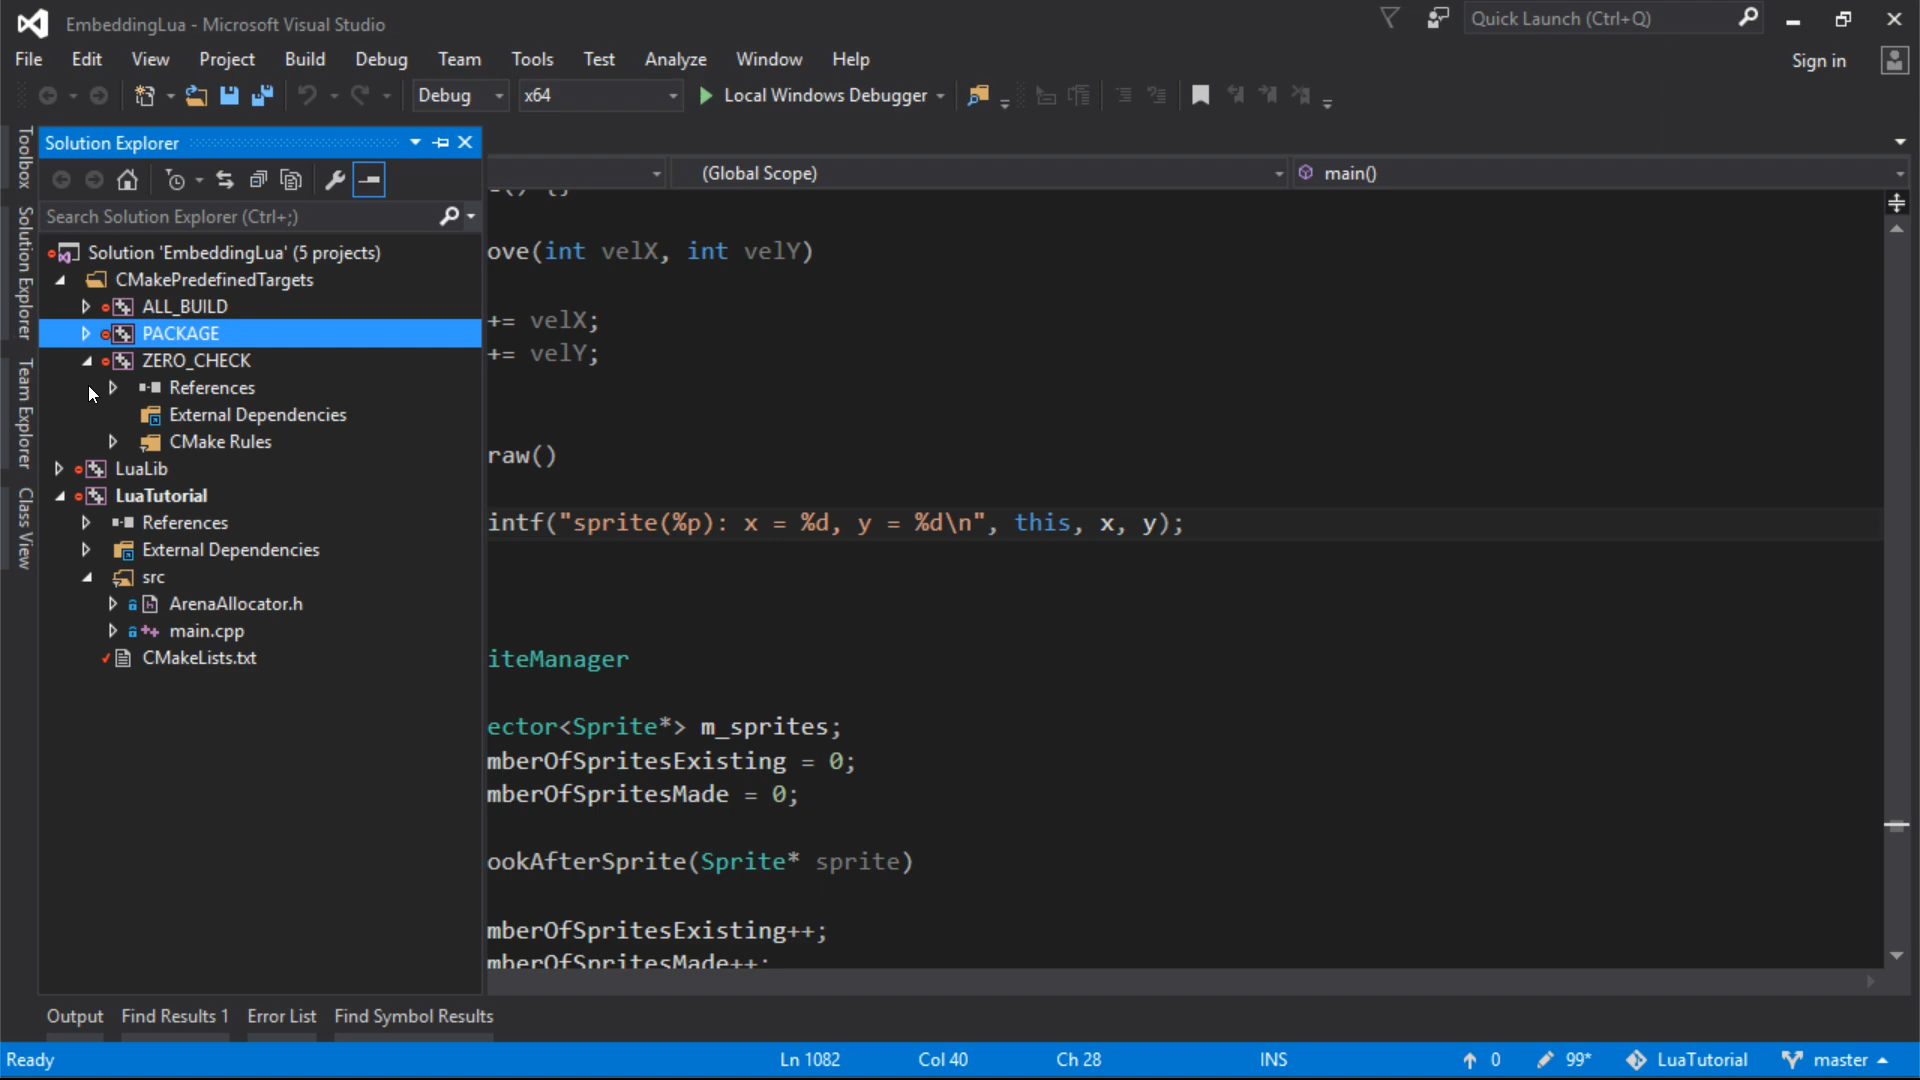 EmbeddingLua - Microsoft Visual Studio
Quick Launch (Ctrl+Q)
File Edit View Project Build Debug Team Tools Test Analyze Window Help
Sign in
Debug x64 Local Windows Debugger
Toolbox
Solution Explorer
Team Explorer
Class View
Solution Explorer
Search Solution Explorer (Ctrl+;)
Solution 'EmbeddingLua' (5 projects)
CMakePredefinedTargets
ALL_BUILD
PACKAGE
ZERO_CHECK
References
External Dependencies
CMake Rules
LuaLib
LuaTutorial
References
External Dependencies
src
ArenaAllocator.h
main.cpp
CMakeLists.txt
(Global Scope) main()
ove(int velX, int velY)
+= velX;
+= velY;
raw()
intf("sprite(%p): x = %d, y = %d\n", this, x, y);
iteManager
ector<Sprite*> m_sprites;
mberOfSpritesExisting = 0;
mberOfSpritesMade = 0;
ookAfterSprite(Sprite* sprite)
mberOfSpritesExisting++;
mberOfSpritesMade++;
Output Find Results 1 Error List Find Symbol Results
Ready Ln 1082 Col 40 Ch 28 INS 0 99* LuaTutorial master